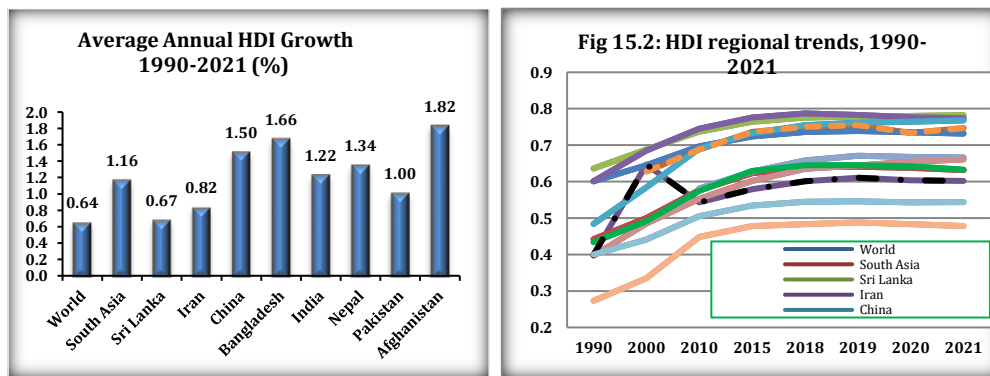 Average Annual HDI Growth
1990-2021 (%)
2.0
1.8
1.6
1.4
1.2
1.0
0.8
0.6
0.4
0.2
0.0
0.64
1.16
0.67
0.82
1.50
1.66
1.22
1.34
1.00
1.82
World
South Asia
Sri Lanka
Iran
China
Bangladesh
India
Nepal
Pakistan
Afghanistan
Fig 15.2: HDI regional trends, 1990-
2021
0.9
0.8
0.7
0.6
0.5
0.4
0.3
0.2
World
South Asia
Sri Lanka
Iran
China
1990 2000 2010 2015 2018 2019 2020 2021